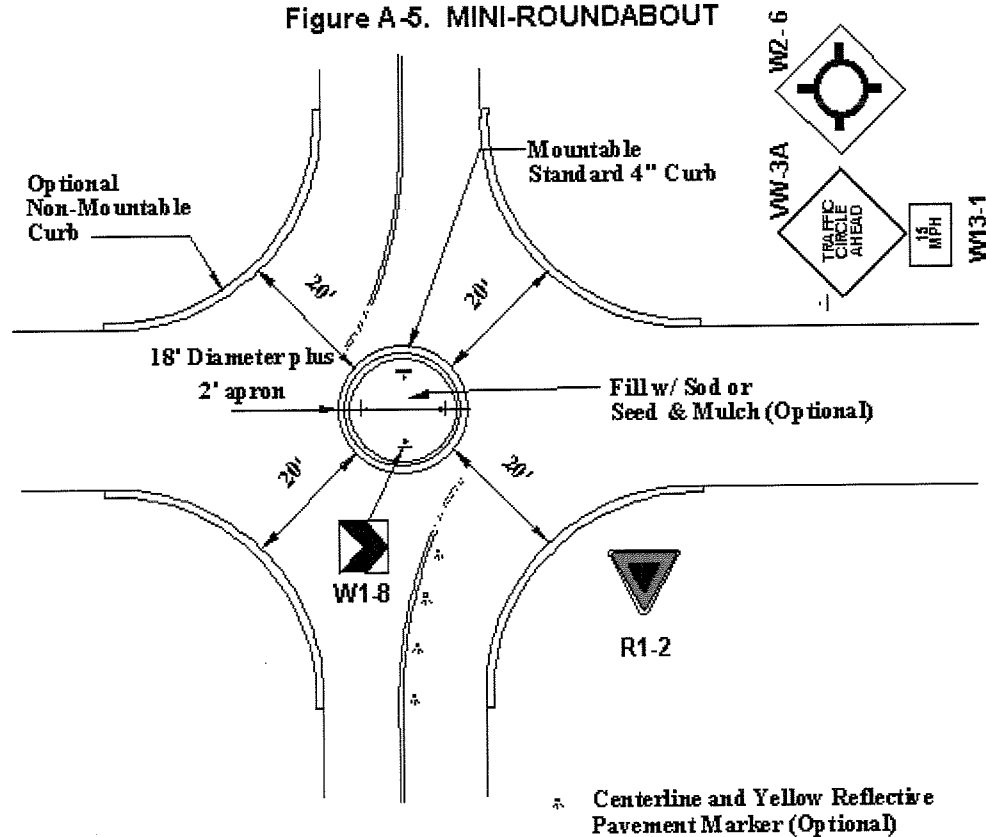 Figure A-5. MINI-ROUNDABOUT
W2-6
Mountable
Standard 4" Curb
VW-3A
TRAFFIC
CIRCLE
AHEAD
15
MPH
W13-1
Optional
Non-Mountable
Curb
20'
20'
18' Diameter plus
2' apron
Fill w/ Sod or
Seed & Mulch (Optional)
20'
20'
W1-8
R1-2
Centerline and Yellow Reflective
Pavement Marker (Optional)